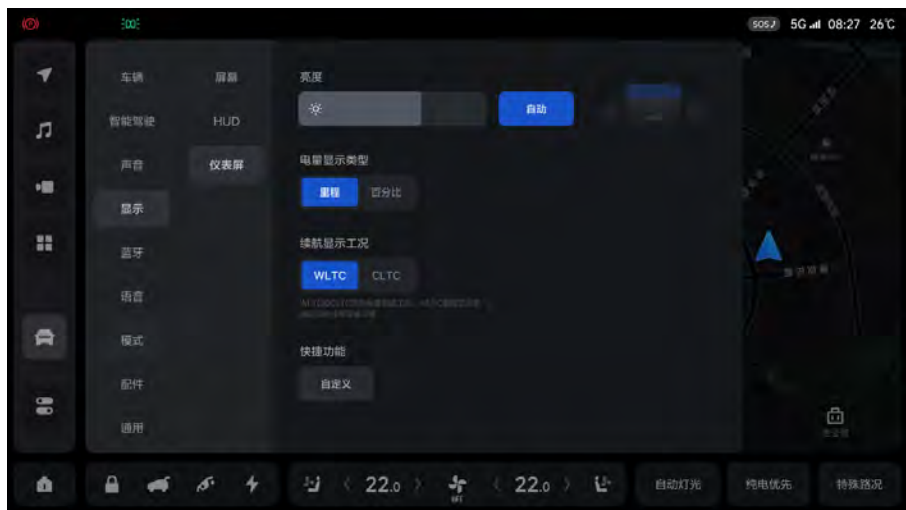 SOS
5G
08:27
26℃
车辆
智能驾驶
声音
显示
蓝牙
语音
模式
配件
通用
屏幕
HUD
仪表屏
亮度
自动
电量显示类型
里程
百分比
续航显示工况
WLTC
CLTC
快捷功能
自定义
22.0
OFF
22.0
自动灯光
纯电优先
特殊路况